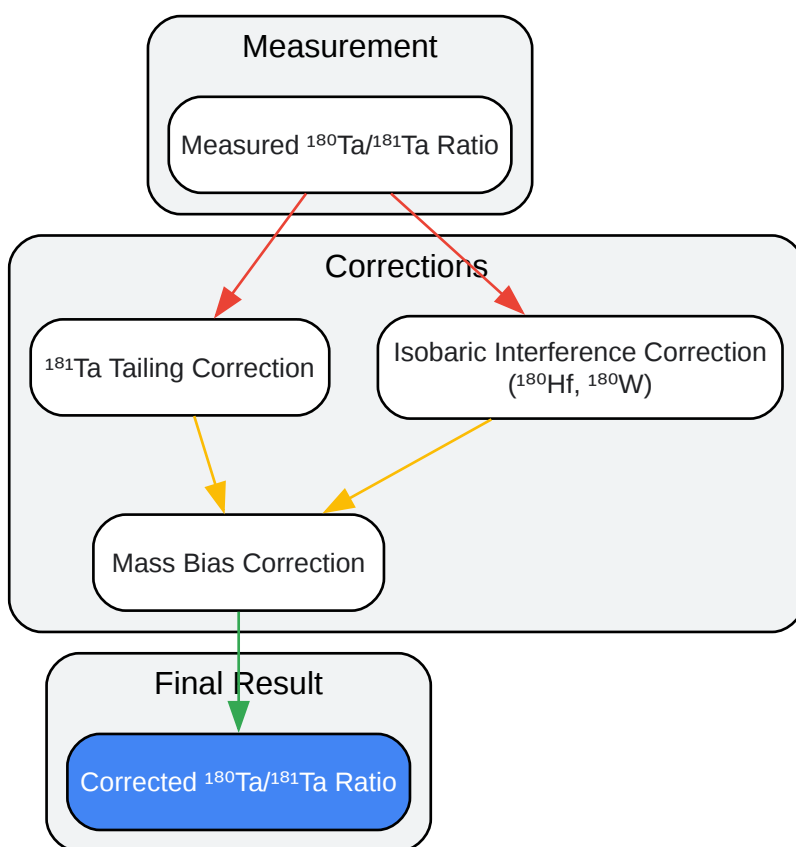 Measurement
Measured ¹⁸⁰Ta/¹⁸¹Ta Ratio
Corrections
¹⁸¹Ta Tailing Correction
Isobaric Interference Correction
(¹⁸⁰Hf, ¹⁸⁰W)
Mass Bias Correction
Final Result
Corrected ¹⁸⁰Ta/¹⁸¹Ta Ratio